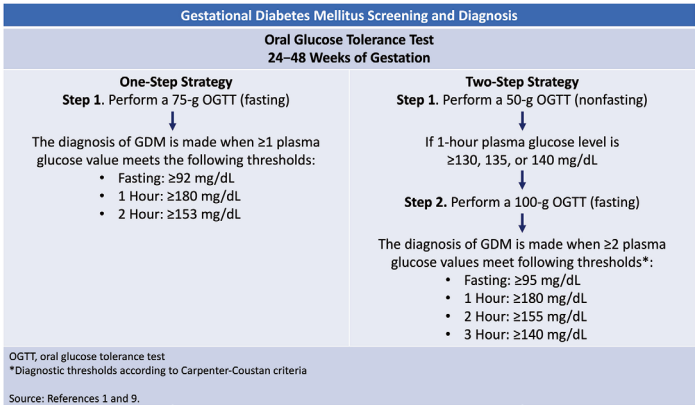 Gestational Diabetes Mellitus Screening and Diagnosis
Oral Glucose Tolerance Test
24–48 Weeks of Gestation
One-Step Strategy
Step 1. Perform a 75-g OGTT (fasting)
The diagnosis of GDM is made when ≥1 plasma
glucose value meets the following thresholds:
• Fasting: ≥92 mg/dL
• 1 Hour: ≥180 mg/dL
• 2 Hour: ≥153 mg/dL
Two-Step Strategy
Step 1. Perform a 50-g OGTT (nonfasting)
If 1-hour plasma glucose level is
≥130, 135, or 140 mg/dL
Step 2. Perform a 100-g OGTT (fasting)
The diagnosis of GDM is made when ≥2 plasma
glucose values meet following thresholds*:
• Fasting: ≥95 mg/dL
• 1 Hour: ≥180 mg/dL
• 2 Hour: ≥155 mg/dL
• 3 Hour: ≥140 mg/dL
OGTT, oral glucose tolerance test
*Diagnostic thresholds according to Carpenter-Coustan criteria
Source: References 1 and 9.